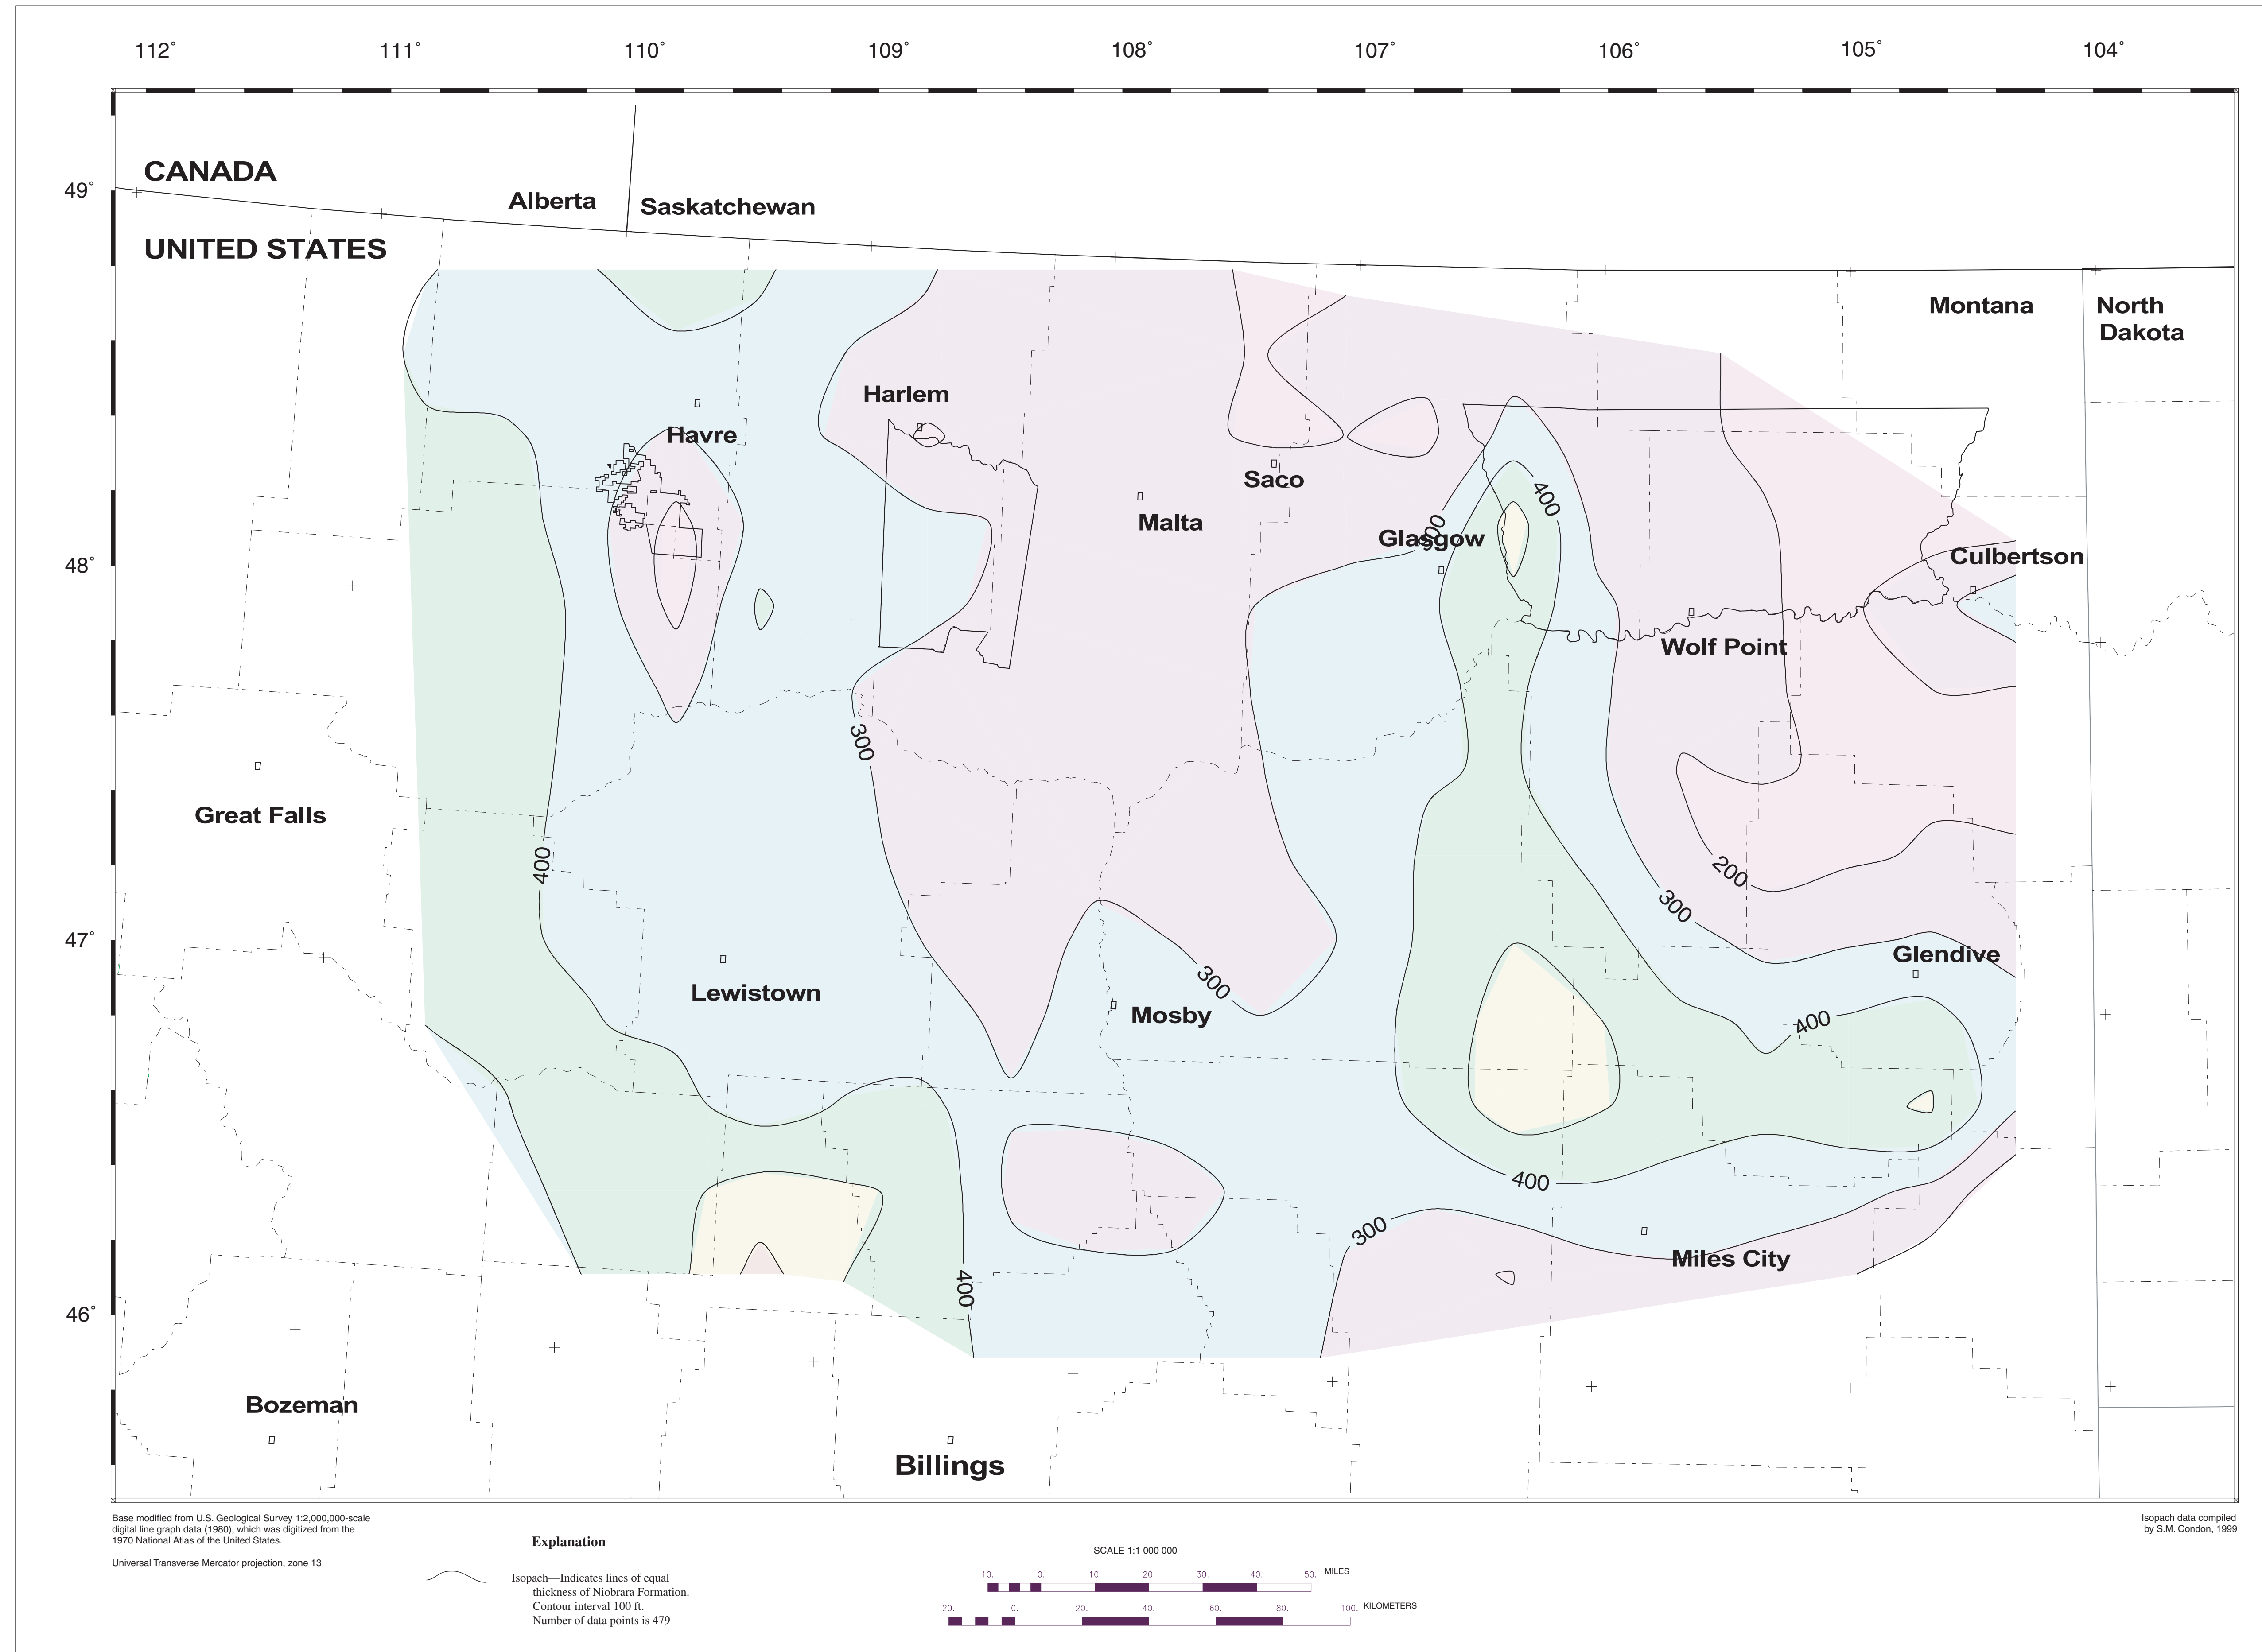 112° 111° 110° 109° 108° 107° 106° 105° 104°
CANADA
49°
Alberta
Saskatchewan
UNITED STATES
Montana
North
Dakota
Harlem
Havre
Saco
400
Malta
300
Glasgow
48°
Culbertson
Wolf Point
300
Great Falls
400
200
300
47°
Glendive
300
Lewistown
Mosby
400
400
300
Miles City
400
46°
Bozeman
Billings
Base modified from U.S. Geological Survey 1:2,000,000-scale
digital line graph data (1980), which was digitized from the
1970 National Atlas of the United States.
Universal Transverse Mercator projection, zone 13
Isopach data compiled
by S.M. Condon, 1999
Explanation
Isopach—Indicates lines of equal
thickness of Niobrara Formation.
Contour interval 100 ft.
Number of data points is 479
SCALE 1:1 000 000
10. 0. 10. 20. 30. 40. 50. MILES
20. 0. 20. 40. 60. 80. 100. KILOMETERS